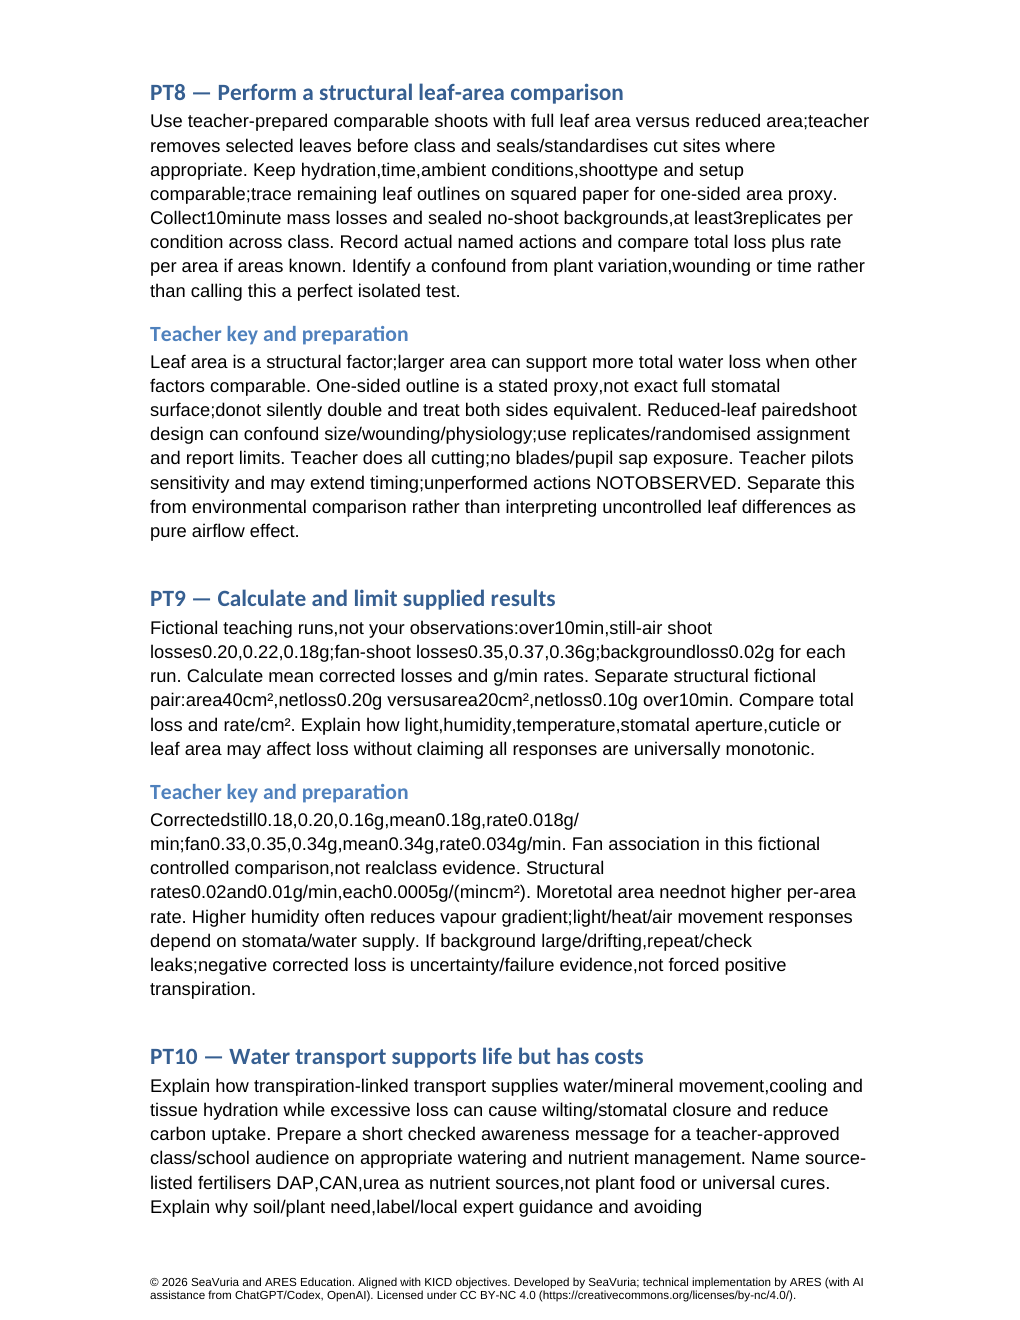 PT8 — Perform a structural leaf-area comparison
Use teacher-prepared comparable shoots with full leaf area versus reduced area;teacher
removes selected leaves before class and seals/standardises cut sites where
appropriate. Keep hydration,time,ambient conditions,shoottype and setup
comparable;trace remaining leaf outlines on squared paper for one-sided area proxy.
Collect10minute mass losses and sealed no-shoot backgrounds,at least3replicates per
condition across class. Record actual named actions and compare total loss plus rate
per area if areas known. Identify a confound from plant variation,wounding or time rather
than calling this a perfect isolated test.
Teacher key and preparation
Leaf area is a structural factor;larger area can support more total water loss when other
factors comparable. One-sided outline is a stated proxy,not exact full stomatal
surface;donot silently double and treat both sides equivalent. Reduced-leaf pairedshoot
design can confound size/wounding/physiology;use replicates/randomised assignment
and report limits. Teacher does all cutting;no blades/pupil sap exposure. Teacher pilots
sensitivity and may extend timing;unperformed actions NOTOBSERVED. Separate this
from environmental comparison rather than interpreting uncontrolled leaf differences as
pure airflow effect.
PT9 — Calculate and limit supplied results
Fictional teaching runs,not your observations:over10min,still-air shoot
losses0.20,0.22,0.18g;fan-shoot losses0.35,0.37,0.36g;backgroundloss0.02g for each
run. Calculate mean corrected losses and g/min rates. Separate structural fictional
pair:area40cm²,netloss0.20g versusarea20cm²,netloss0.10g over10min. Compare total
loss and rate/cm². Explain how light,humidity,temperature,stomatal aperture,cuticle or
leaf area may affect loss without claiming all responses are universally monotonic.
Teacher key and preparation
Correctedstill0.18,0.20,0.16g,mean0.18g,rate0.018g/
min;fan0.33,0.35,0.34g,mean0.34g,rate0.034g/min. Fan association in this fictional
controlled comparison,not realclass evidence. Structural
rates0.02and0.01g/min,each0.0005g/(mincm²). Moretotal area neednot higher per-area
rate. Higher humidity often reduces vapour gradient;light/heat/air movement responses
depend on stomata/water supply. If background large/drifting,repeat/check
leaks;negative corrected loss is uncertainty/failure evidence,not forced positive
transpiration.
PT10 — Water transport supports life but has costs
Explain how transpiration-linked transport supplies water/mineral movement,cooling and
tissue hydration while excessive loss can cause wilting/stomatal closure and reduce
carbon uptake. Prepare a short checked awareness message for a teacher-approved
class/school audience on appropriate watering and nutrient management. Name source-
listed fertilisers DAP,CAN,urea as nutrient sources,not plant food or universal cures.
Explain why soil/plant need,label/local expert guidance and avoiding
© 2026 SeaVuria and ARES Education. Aligned with KICD objectives. Developed by SeaVuria; technical implementation by ARES (with AI
assistance from ChatGPT/Codex, OpenAI). Licensed under CC BY-NC 4.0 (https://creativecommons.org/licenses/by-nc/4.0/).